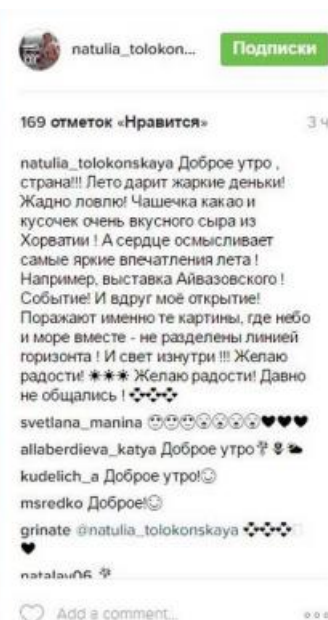 natulia_tolokon...
Подписки
169 отметок «Нравится»
3 ч
natulia_tolokonskaya Доброе утро ,
страна!!! Лето дарит жаркие деньки!
Жадно ловлю! Чашечка какао и
кусочек очень вкусного сыра из
Хорватии ! А сердце осмысливает
самые яркие впечатления лета !
Например, выставка Айвазовского !
Событие! И вдруг моё открытие!
Поражают именно те картины, где небо
и море вместе - не разделены линией
горизонта ! И свет изнутри !!! Желаю
радости! ☀☀☀ Желаю радости! Давно
не общались !
svetlana_manina
allaberdieva_katya Доброе утро
kudelich_a Доброе утро!
msredko Доброе!
grinate @natulia_tolokonskaya
♥
natalav06
Add a comment...